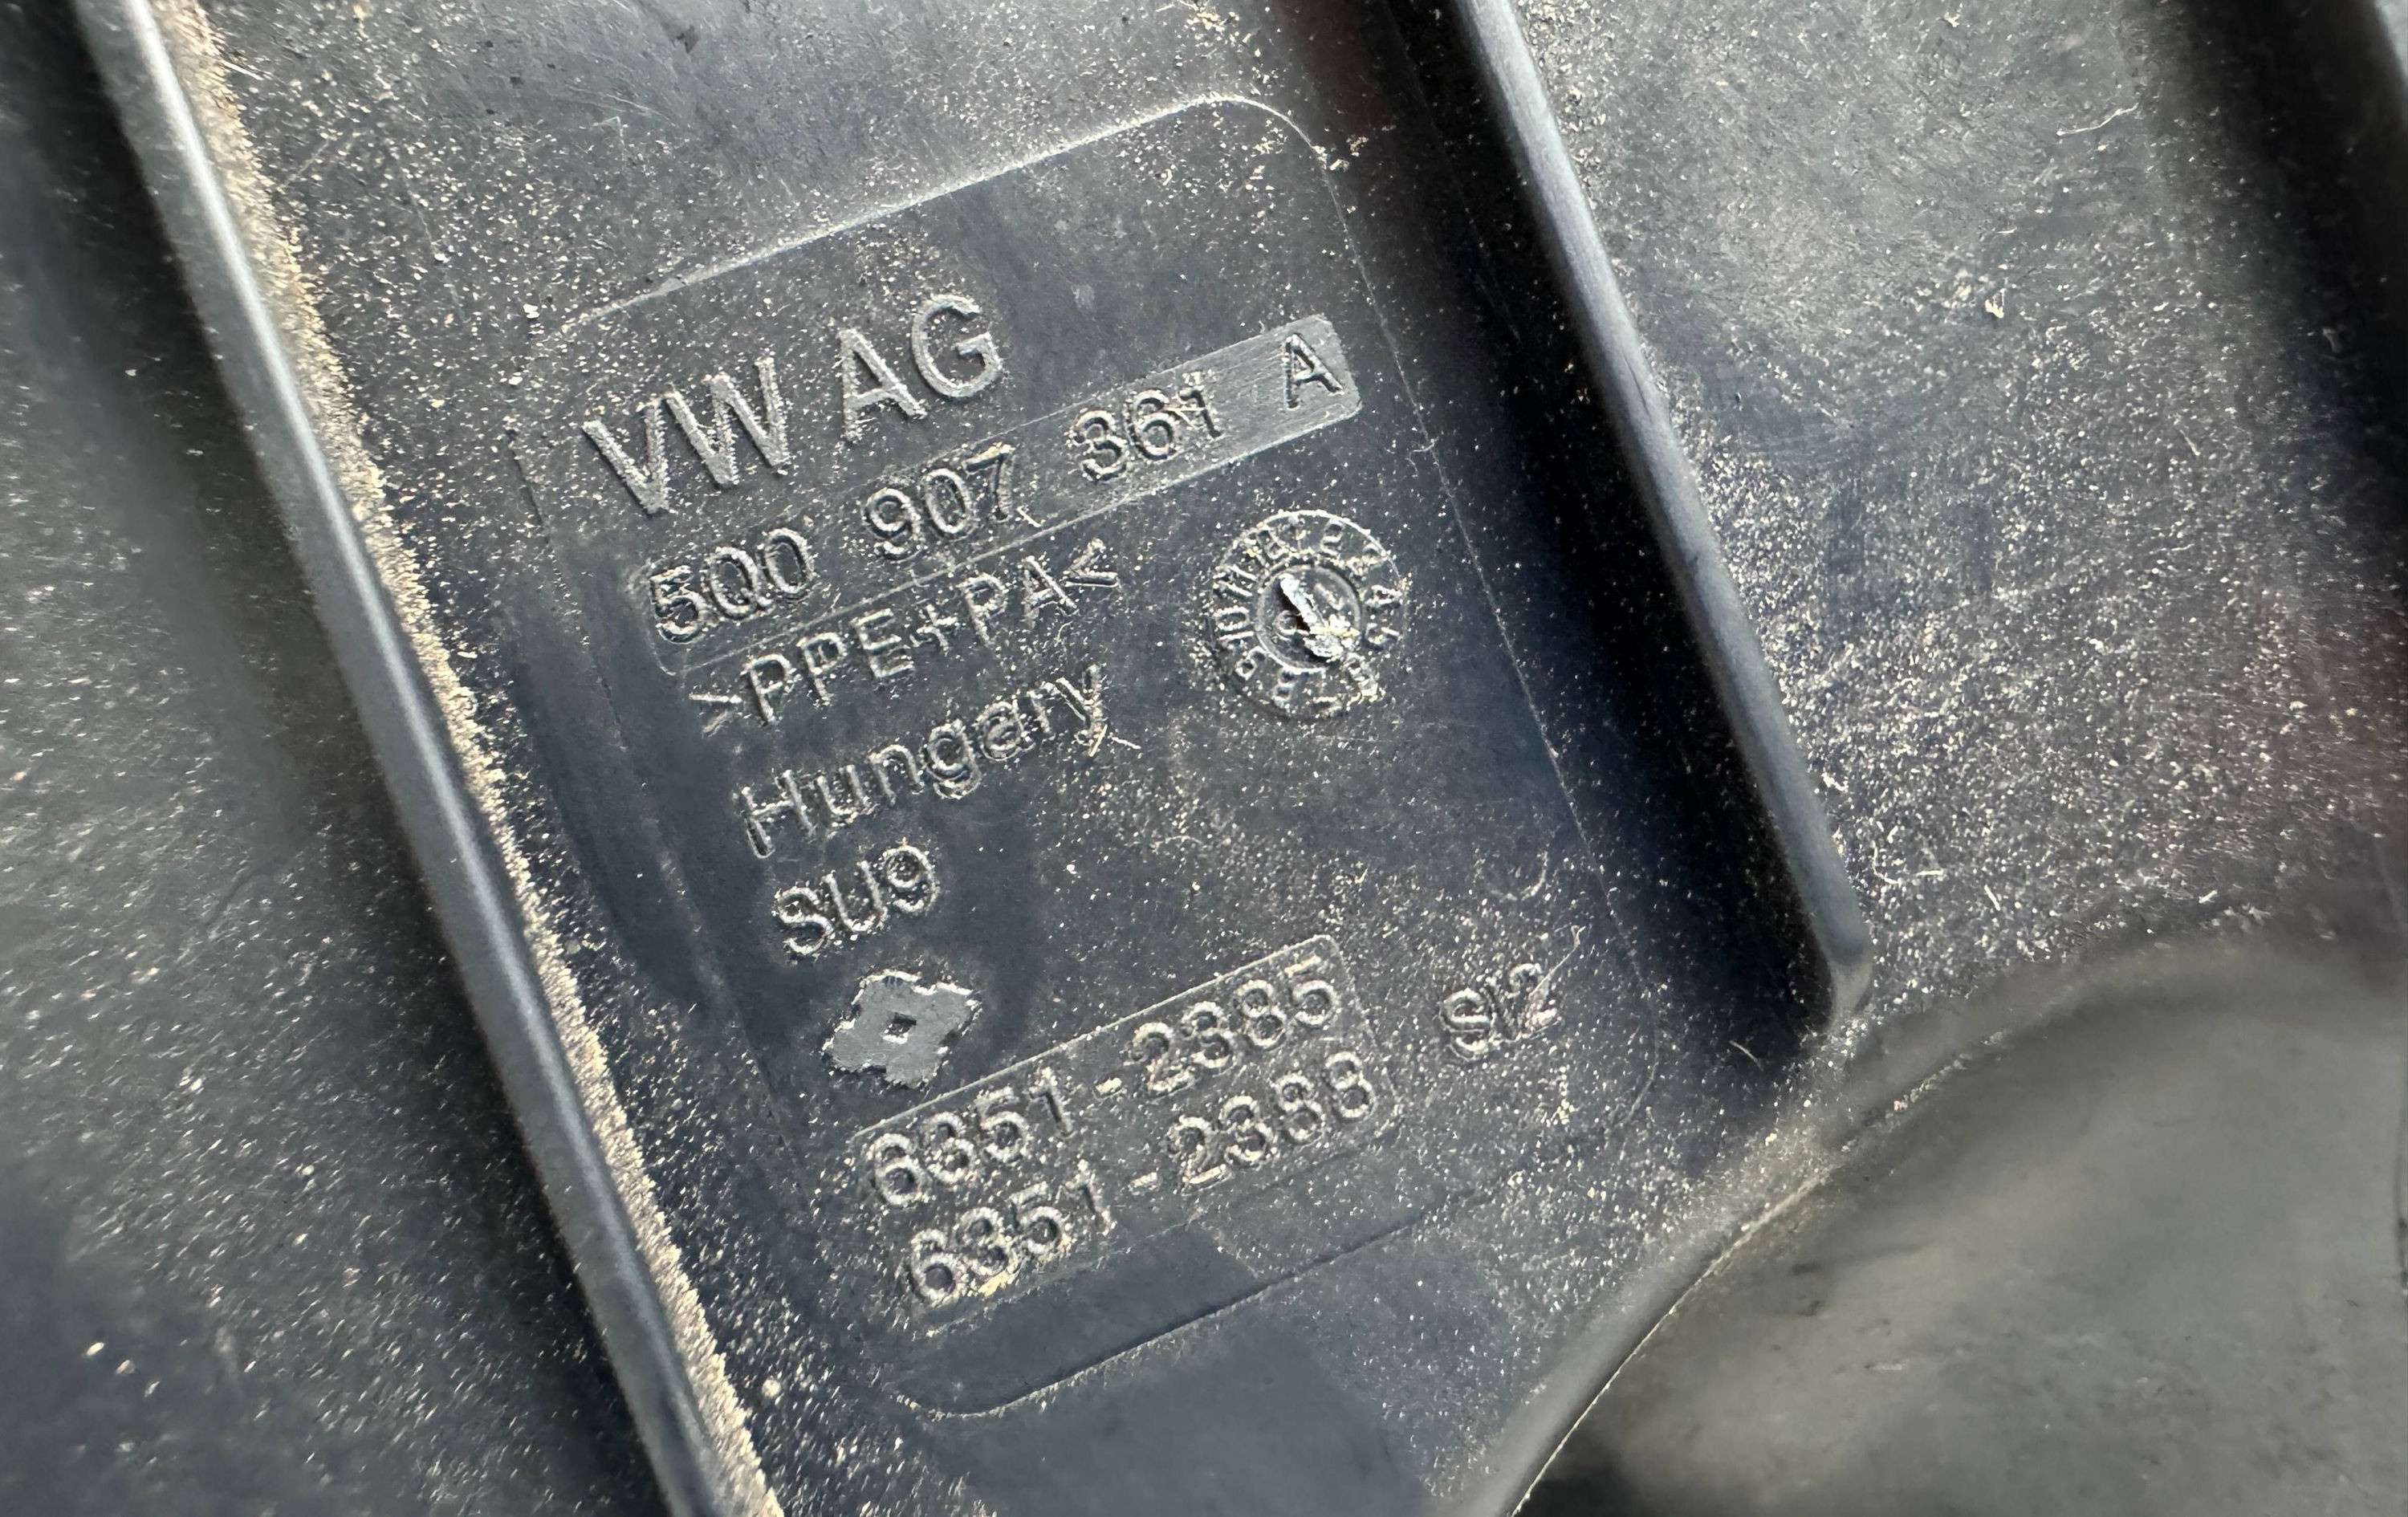 VW AG
5Q0 907 361 A
>PPE+PA<
Hungary
SU9
6351-2385
6351-2388